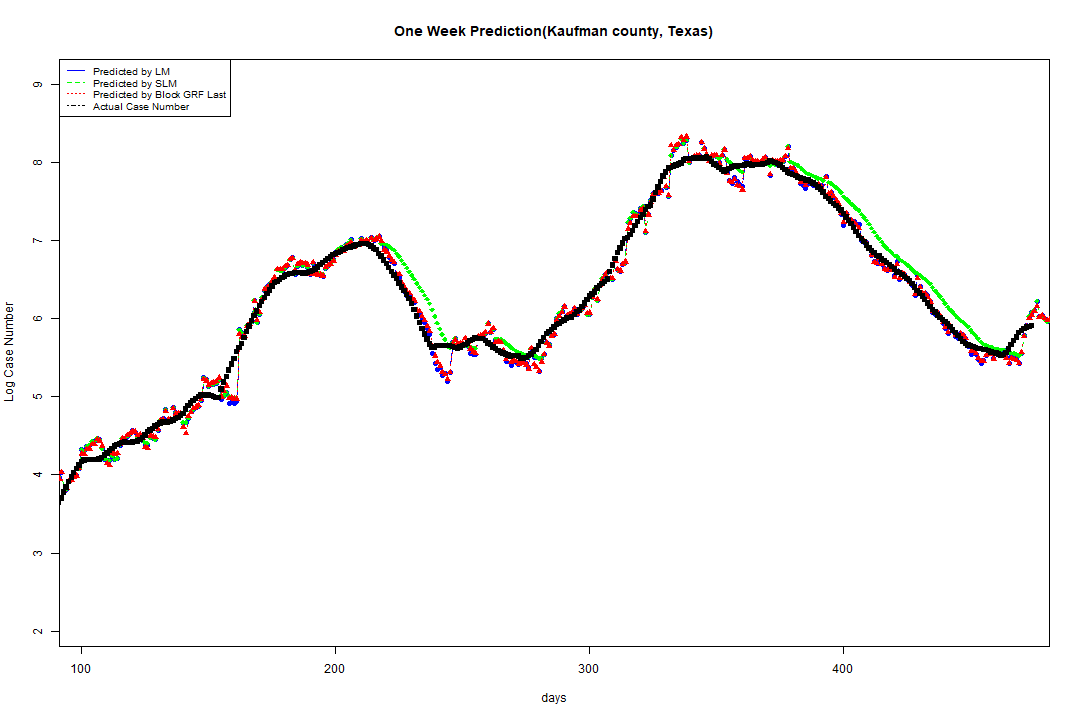 One Week Prediction(Kaufman county, Texas)
Predicted by LM
Predicted by SLM
Predicted by Block GRF Last
Actual Case Number
9
8
7
6
5
4
3
2
Log Case Number
100 200 300 400
days